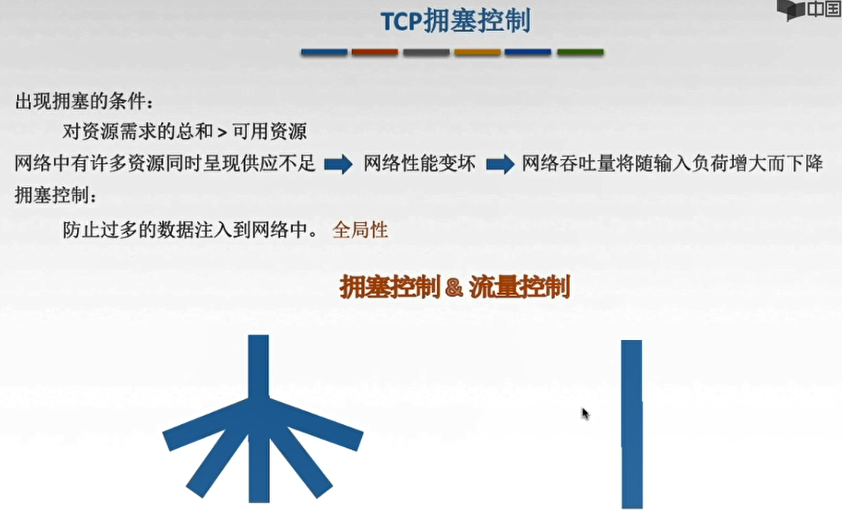 中国
TCP拥塞控制
出现拥塞的条件：
对资源需求的总和 > 可用资源
网络中有许多资源同时呈现供应不足 网络性能变坏 网络吞吐量将随输入负荷增大而下降
拥塞控制：
防止过多的数据注入到网络中。 全局性
拥塞控制 & 流量控制